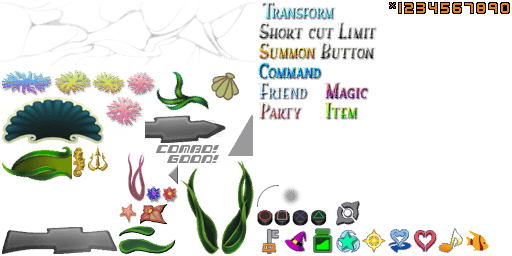 ×1234567890
TRANSFORM
SHORT CUT LIMIT
SUMMON BUTTON
COMMAND
FRIEND MAGIC
PARTY ITEM
COMBO!
GOOD!